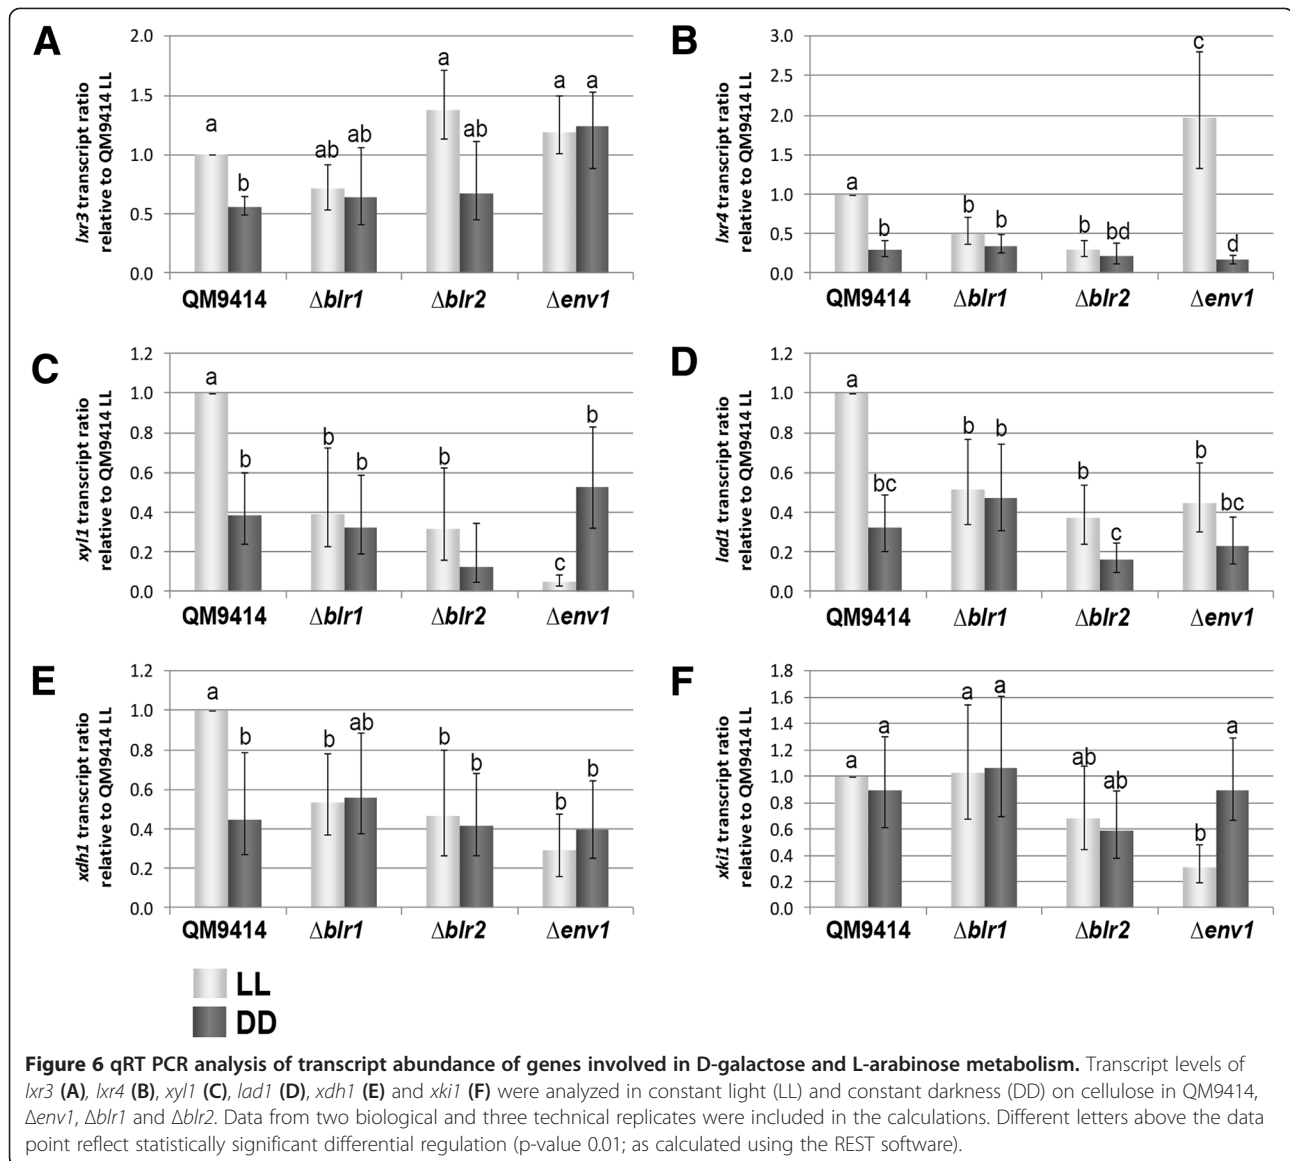 A
lxr3 transcript ratio
relative to QM9414 LL
2.0
1.5
1.0
0.5
0.0
a
b
ab
ab
a
ab
a
a
QM9414
Δblr1
Δblr2
Δenv1
B
lxr4 transcript ratio
relative to QM9414 LL
3.0
2.5
2.0
1.5
1.0
0.5
0.0
a
b
b
b
b
bd
c
d
QM9414
Δblr1
Δblr2
Δenv1
C
xyl1 transcript ratio
relative to QM9414 LL
1.2
1.0
0.8
0.6
0.4
0.2
0.0
a
b
b
b
b
c
b
QM9414
Δblr1
Δblr2
Δenv1
D
lad1 transcript ratio
relative to QM9414 LL
1.2
1.0
0.8
0.6
0.4
0.2
0.0
a
bc
b
b
b
c
b
bc
QM9414
Δblr1
Δblr2
Δenv1
E
xdh1 transcript ratio
relative to QM9414 LL
1.2
1.0
0.8
0.6
0.4
0.2
0.0
a
b
b
ab
b
b
b
b
QM9414
Δblr1
Δblr2
Δenv1
F
xki1 transcript ratio
relative to QM9414 LL
1.8
1.6
1.4
1.2
1.0
0.8
0.6
0.4
0.2
0.0
a
a
a
a
ab
ab
b
a
QM9414
Δblr1
Δblr2
Δenv1
LL
DD
Figure 6 qRT PCR analysis of transcript abundance of genes involved in D-galactose and L-arabinose metabolism. Transcript levels of
lxr3 (A), lxr4 (B), xyl1 (C), lad1 (D), xdh1 (E) and xki1 (F) were analyzed in constant light (LL) and constant darkness (DD) on cellulose in QM9414,
Δenv1, Δblr1 and Δblr2. Data from two biological and three technical replicates were included in the calculations. Different letters above the data
point reflect statistically significant differential regulation (p-value 0.01; as calculated using the REST software).